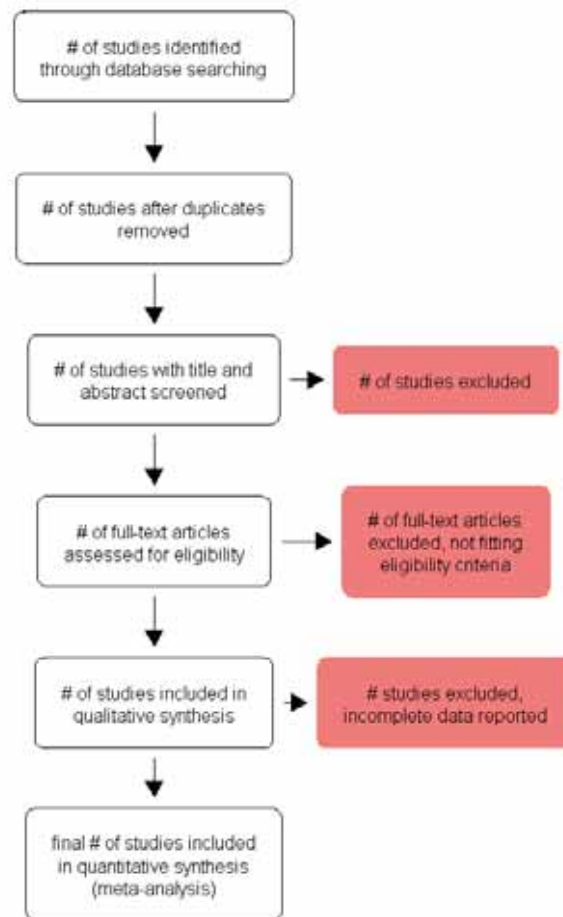 # of studies identified
through database searching
# of studies after duplicates
removed
# of studies with title and
abstract screened
# of studies excluded
# of full-text articles
assessed for eligibility
# of full-text articles
excluded, not fitting
eligibility criteria
# of studies included in
qualitative synthesis
# studies excluded,
incomplete data reported
final # of studies included
in quantitative synthesis
(meta-analysis)